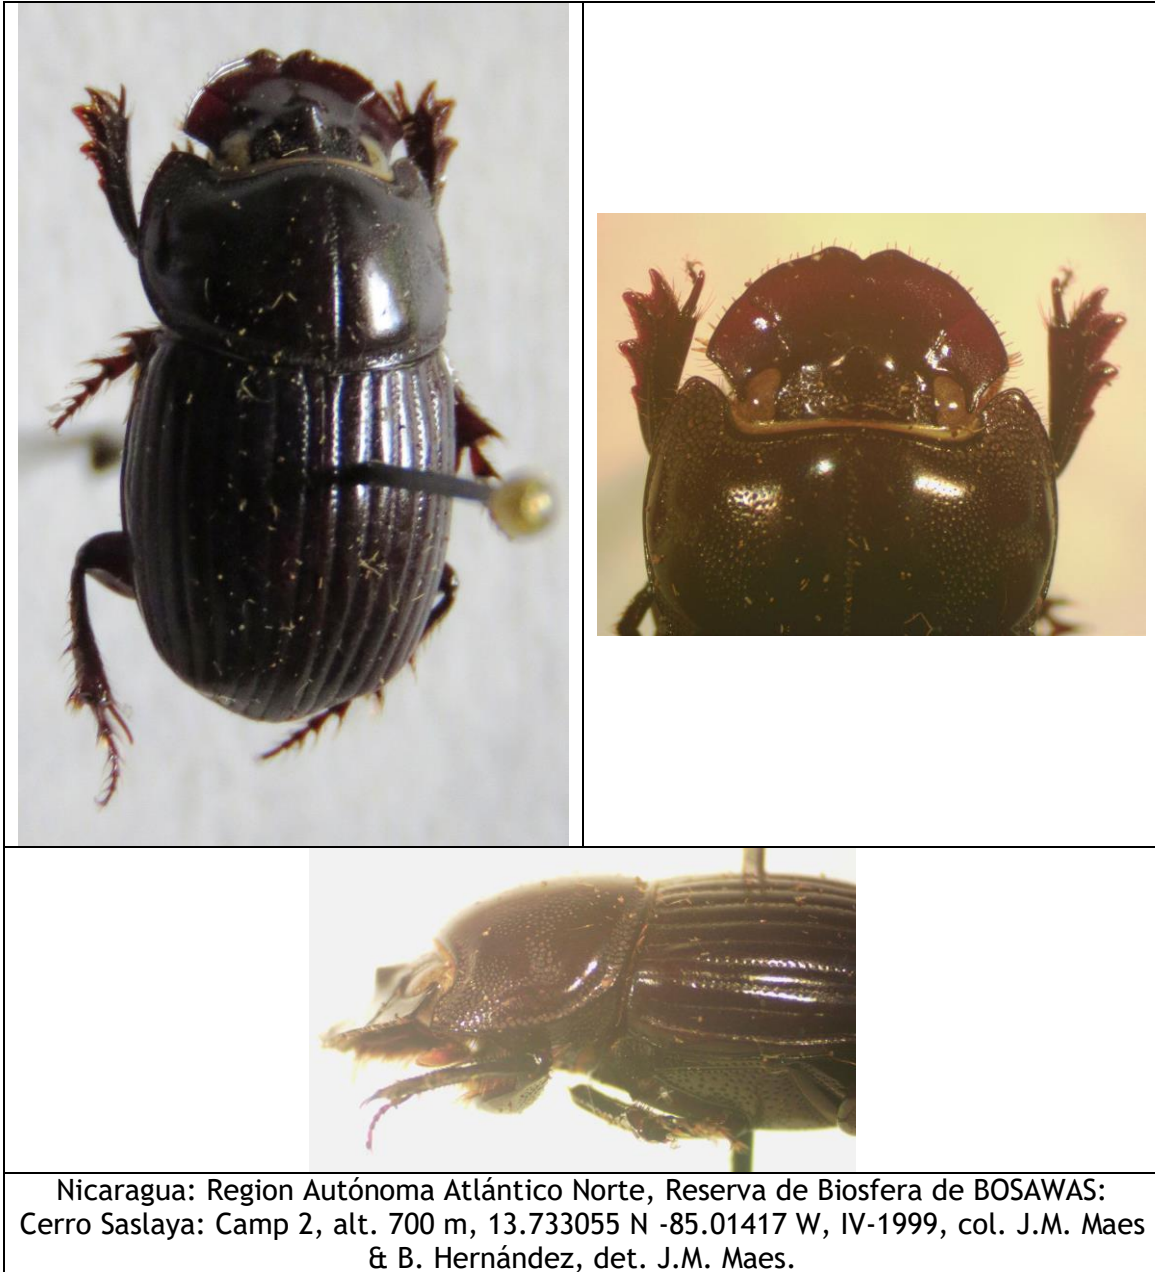 Nicaragua: Region Autónoma Atlántico Norte, Reserva de Biosfera de BOSAWAS:
Cerro Saslaya: Camp 2, alt. 700 m, 13.733055 N -85.01417 W, IV-1999, col. J.M. Maes
& B. Hernández, det. J.M. Maes.